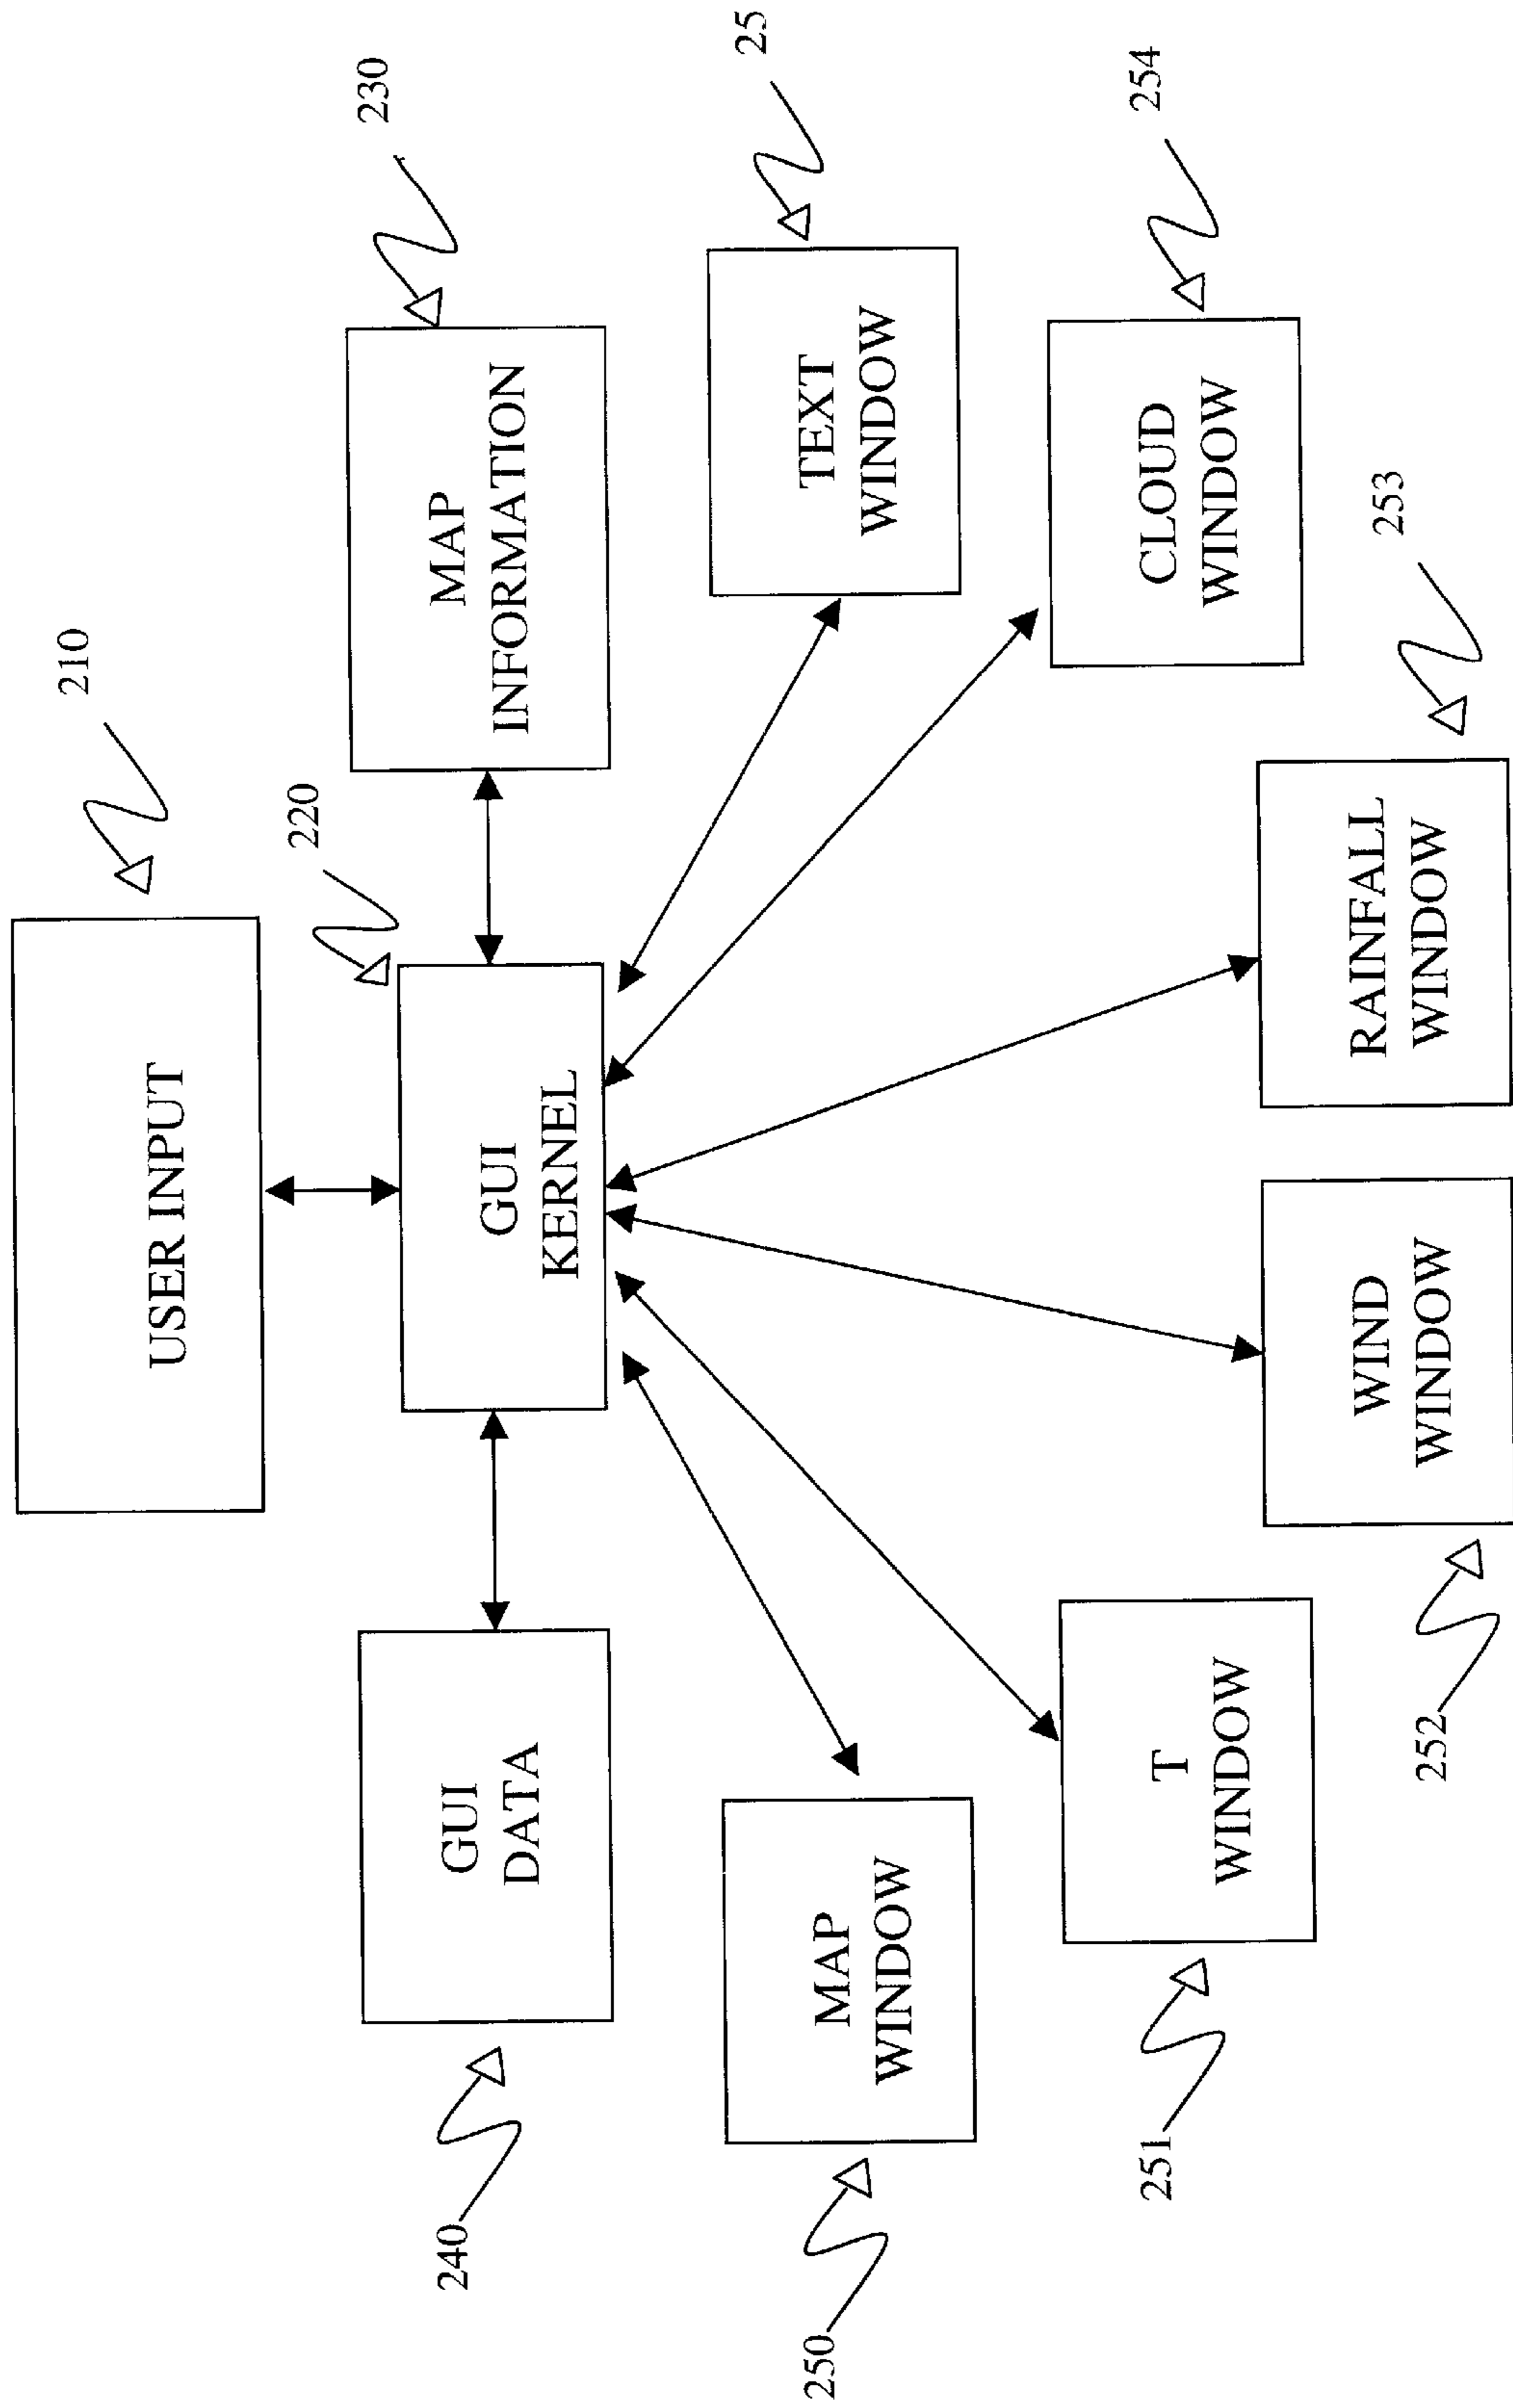 USER INPUT
210
220
GUI
KERNEL
GUI
DATA
240
MAP
INFORMATION
230
MAP
WINDOW
250
TEXT
WINDOW
25
T
WINDOW
251
CLOUD
WINDOW
254
WIND
WINDOW
252
RAINFALL
WINDOW
253